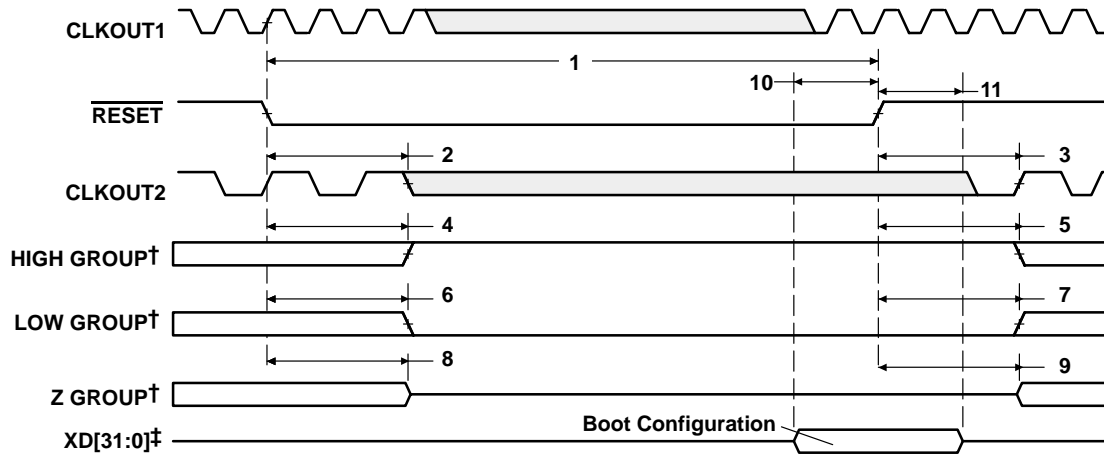 CLKOUT1
1
10
11
RESET
2
3
CLKOUT2
4
5
HIGH GROUP†
6
7
LOW GROUP†
8
9
Z GROUP†
Boot Configuration
XD[31:0]‡